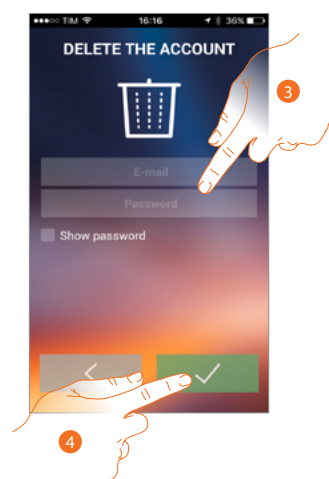 ●●●○○ TIM 16:16 36%
DELETE THE ACCOUNT
3
E-mail
Password
Show password
4